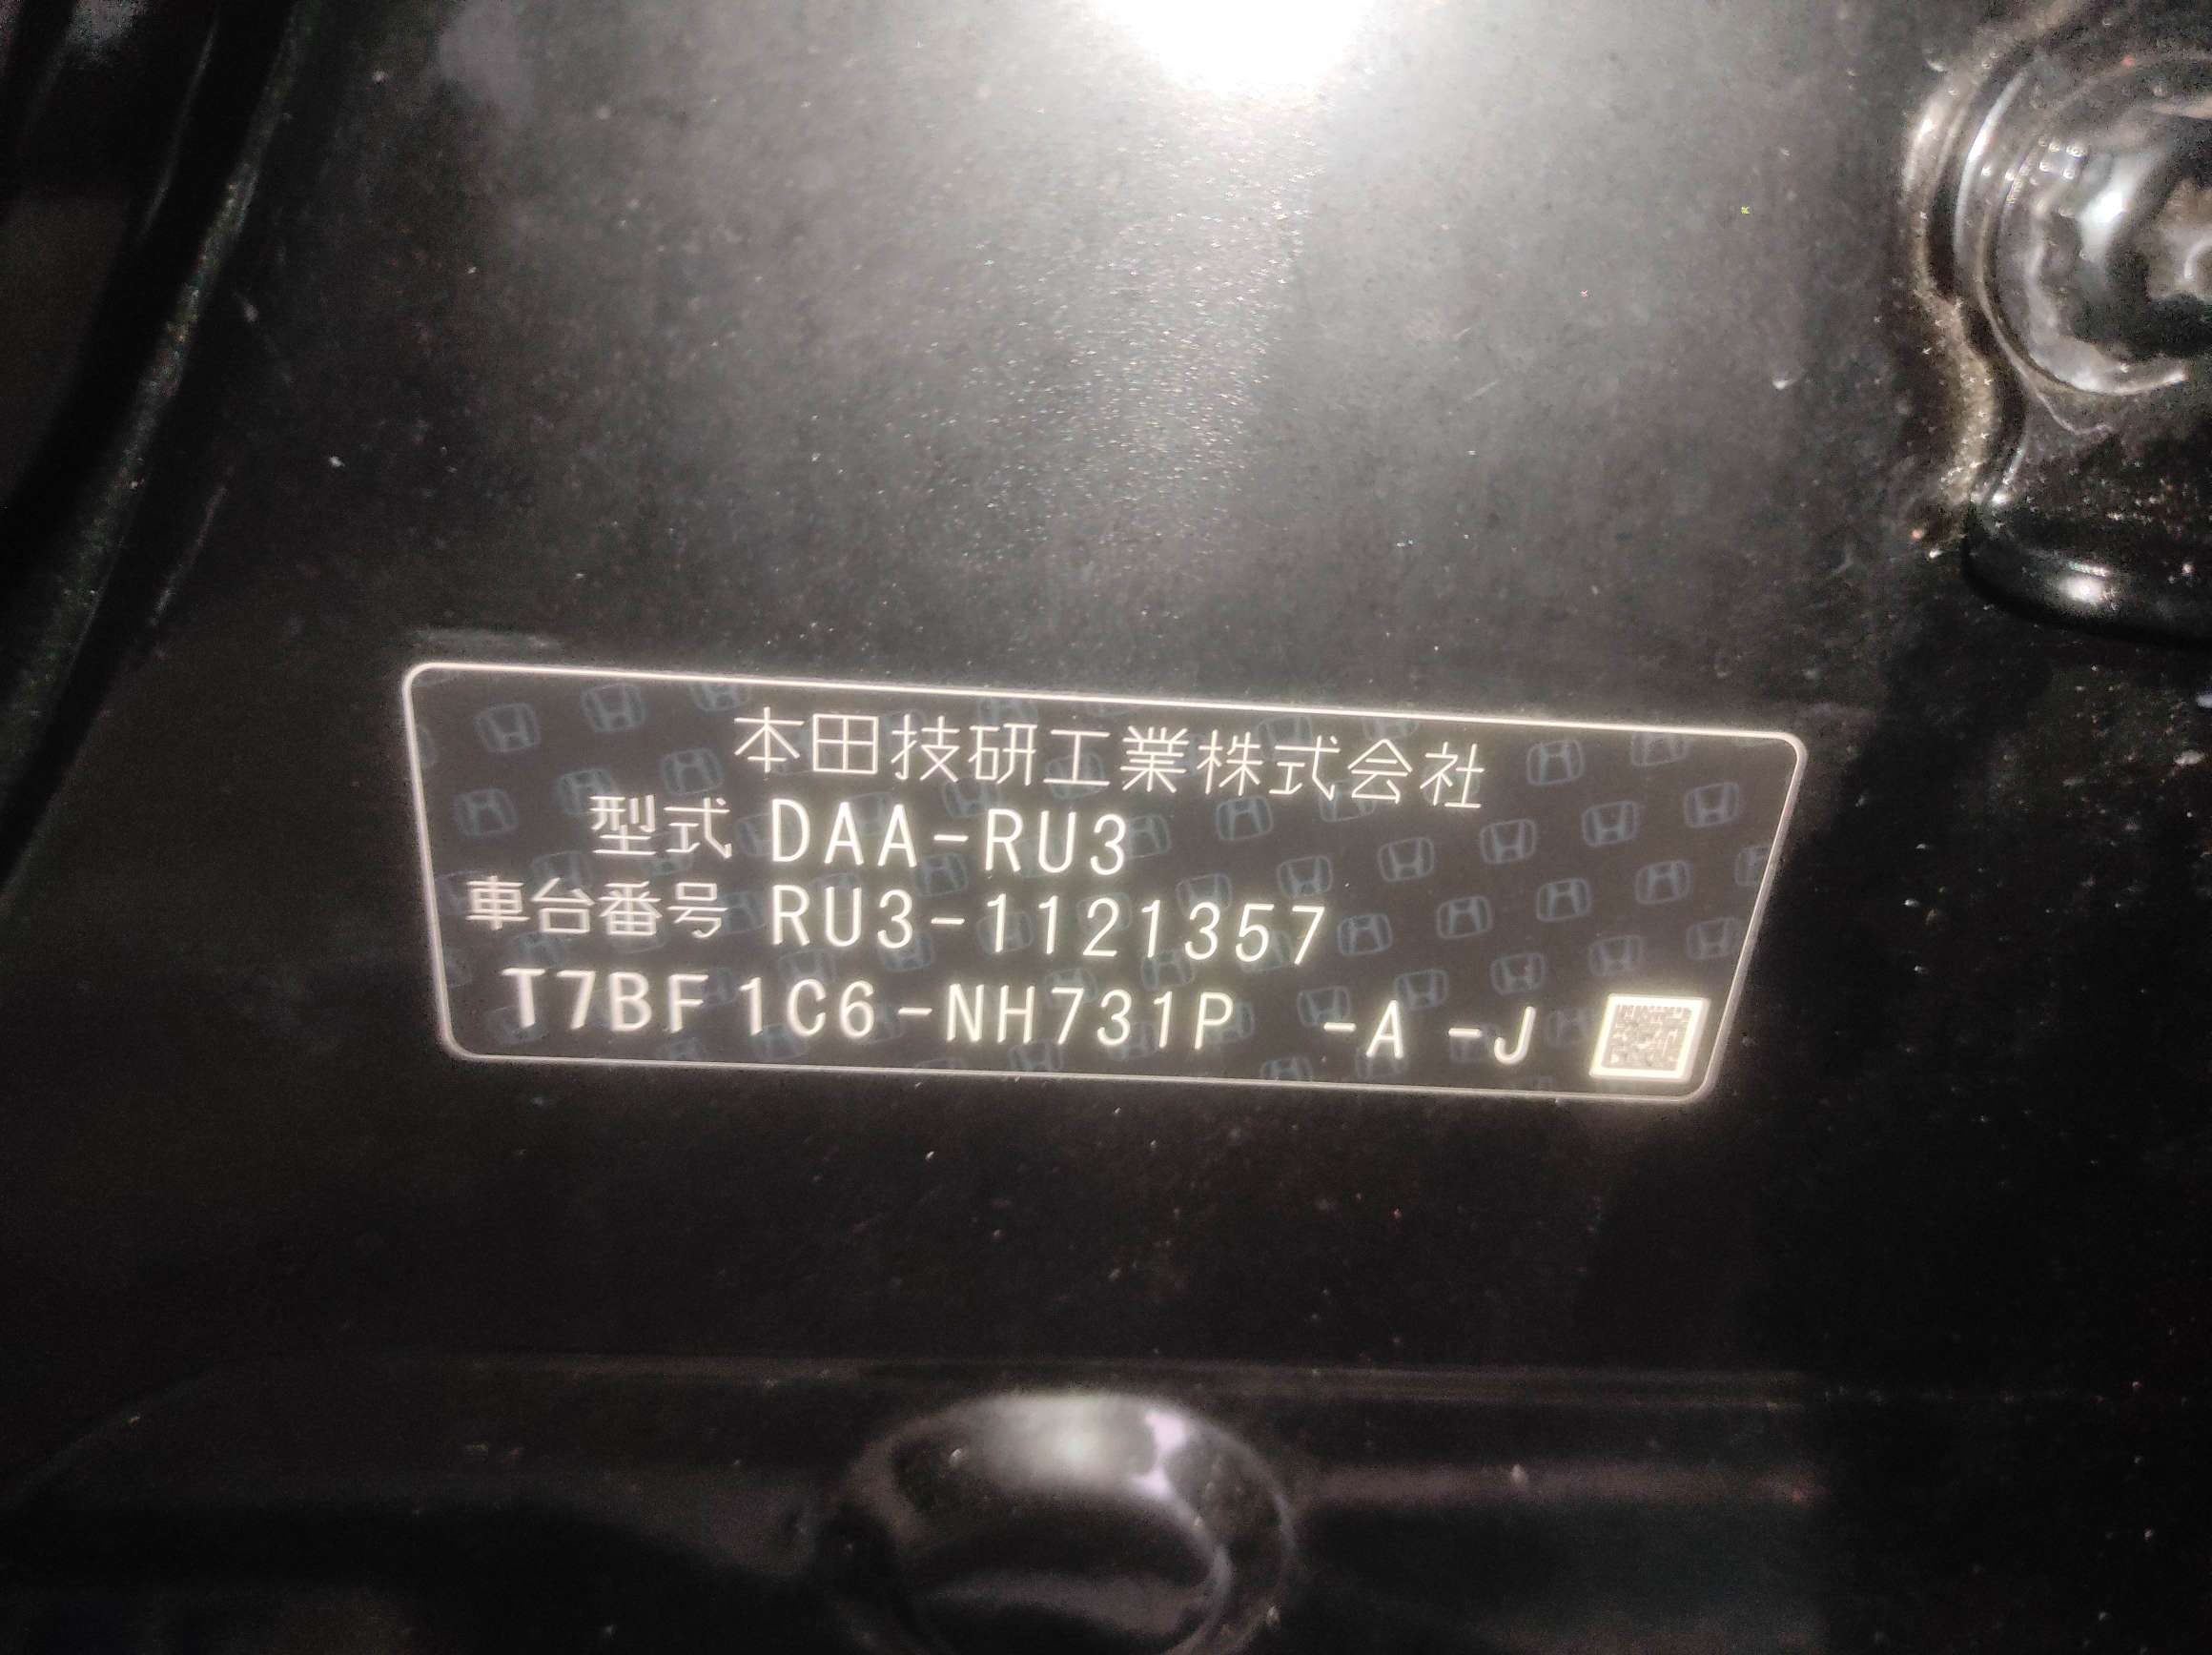 本田技研工業株式会社
型式 DAA-RU3
車台番号 RU3-1121357
T7BF1C6-NH731P -A -J